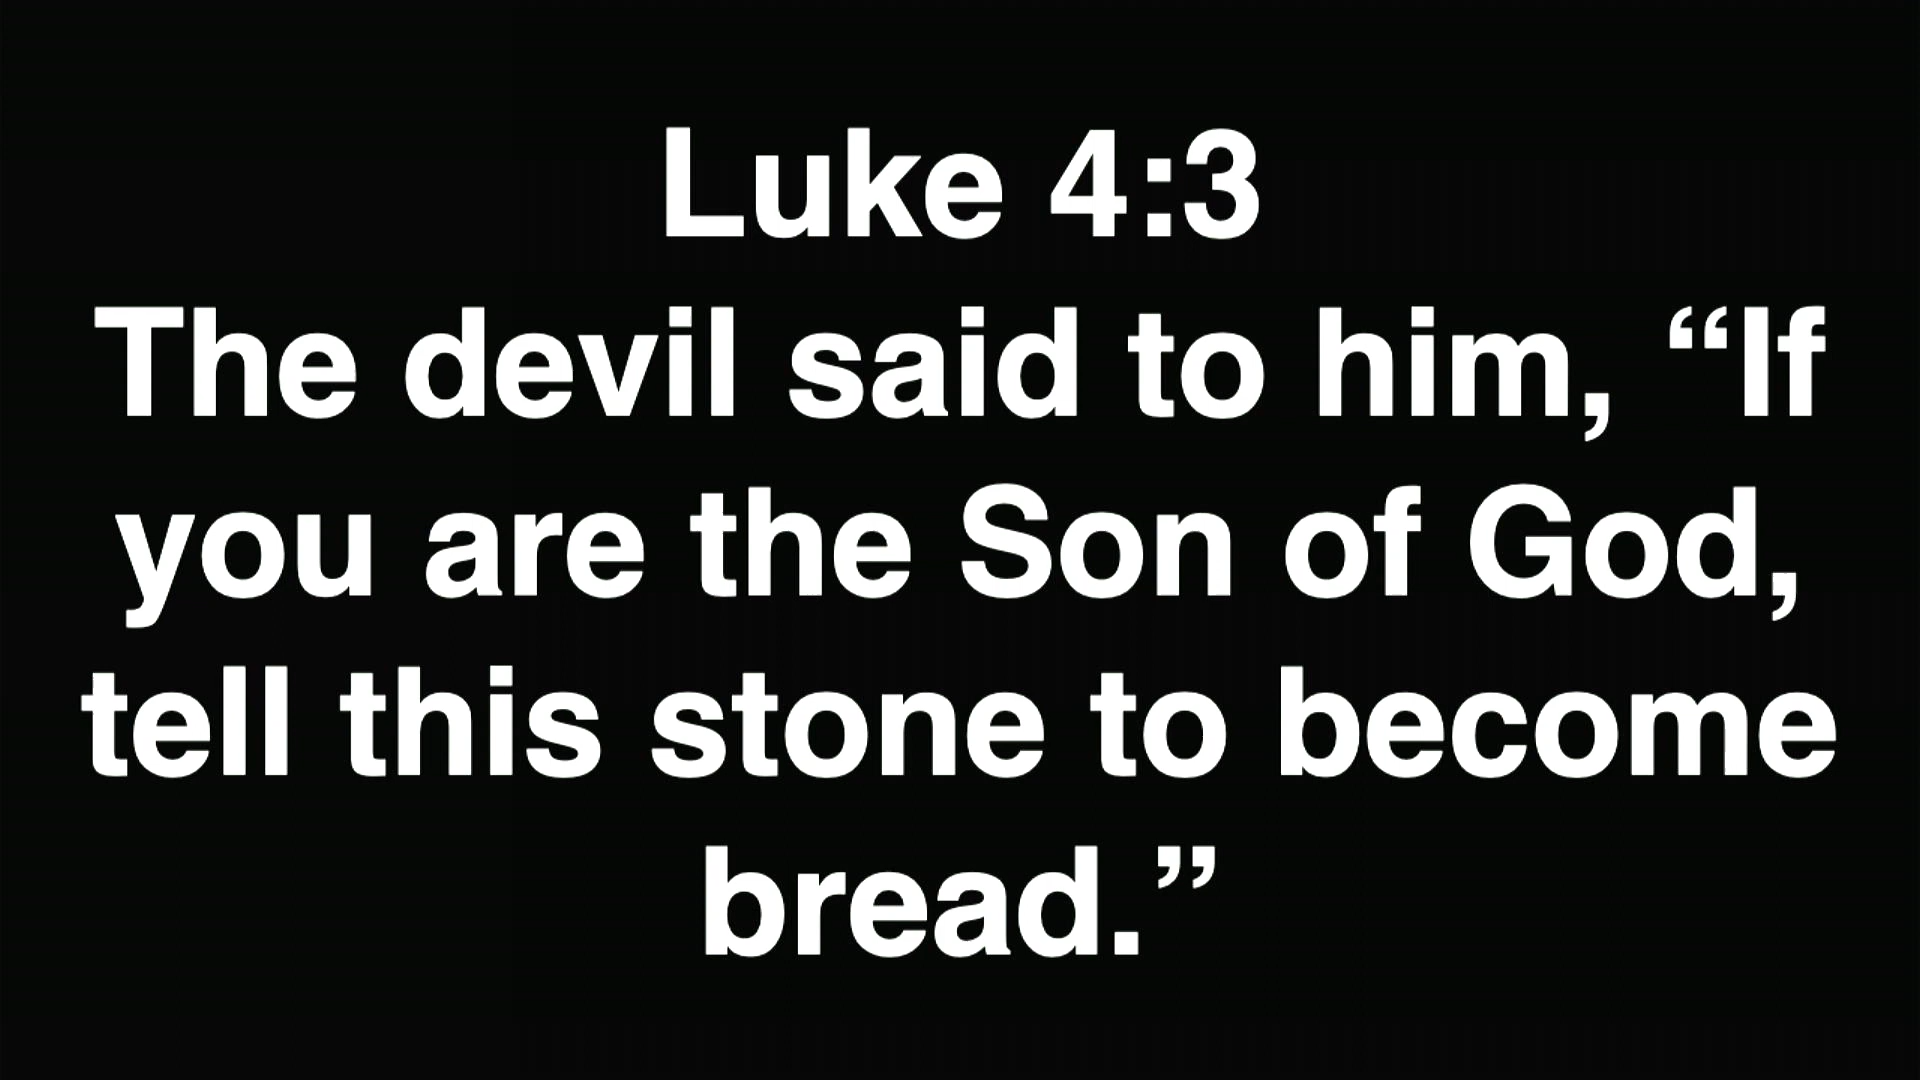 Luke 4:3
The devil said to him, “If
you are the Son of God,
tell this stone to become
bread.”